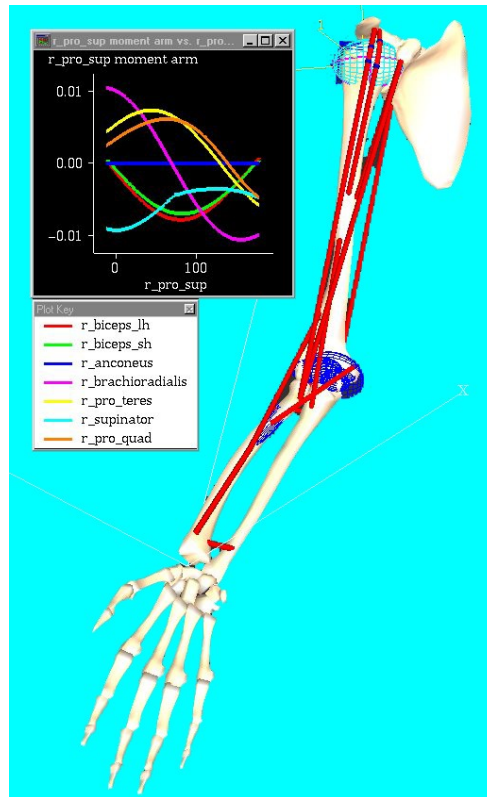 r_pro_sup moment arm vs. r_pro...
r_pro_sup moment arm
0.01
0.00
-0.01
0
100
r_pro_sup
Plot Key
r_biceps_lh
r_biceps_sh
r_anconeus
r_brachioradialis
r_pro_teres
r_supinator
r_pro_quad
X